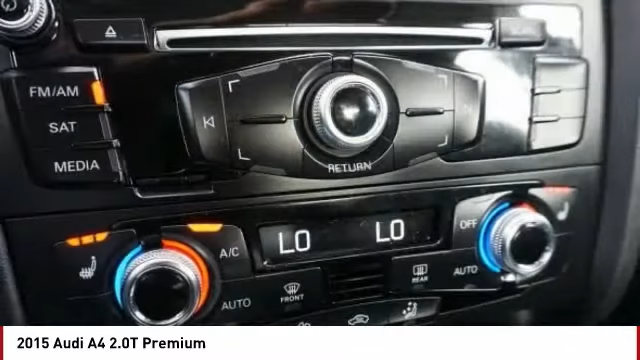 FM/AM
SAT
MEDIA
RETURN
A/C
LO
LO
OFF
AUTO
AUTO
FRONT
REAR
2015 Audi A4 2.0T Premium